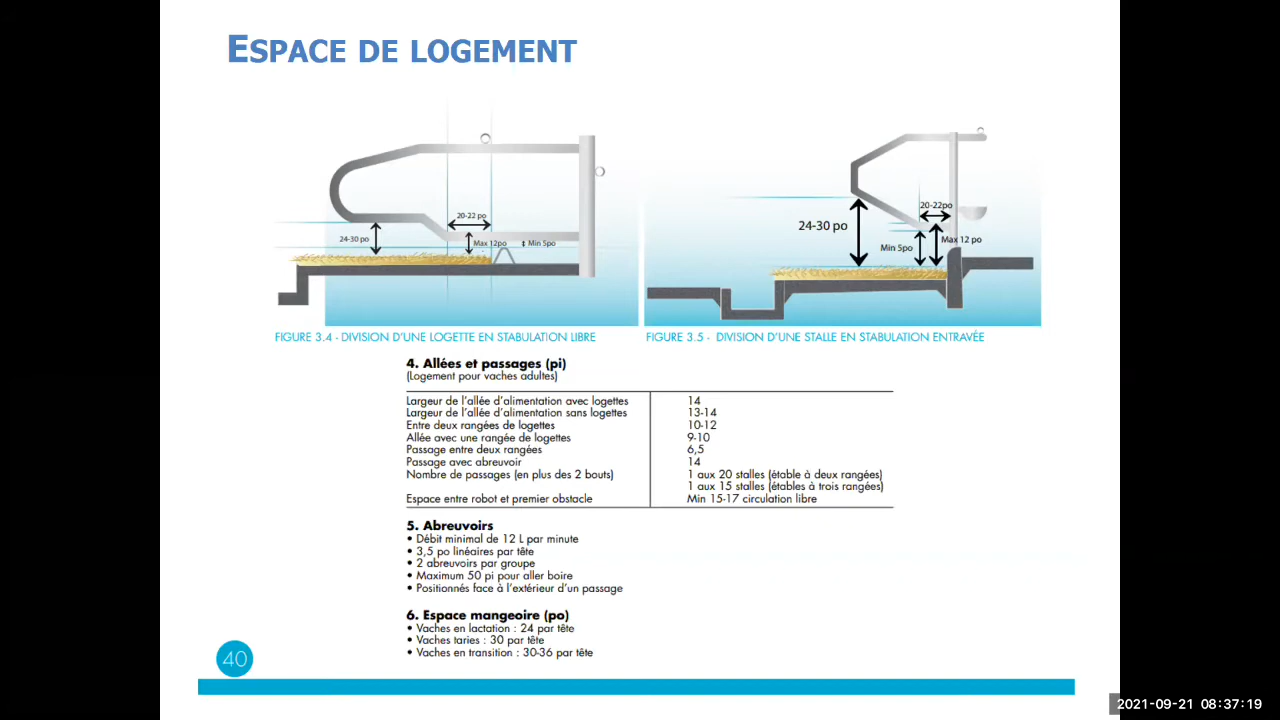 ESPACE DE LOGEMENT
20-22 po
24-30 po
Max 12po
Min 5po
20-22po
24-30 po
Min 5po
Max 12 po
FIGURE 3.4 - DIVISION D'UNE LOGETTE EN STABULATION LIBRE
FIGURE 3.5 - DIVISION D'UNE STALLE EN STABULATION ENTRAVÉE
4. Allées et passages (pi)
(Logement pour vaches adultes)
Largeur de l'allée d'alimentation avec logettes 14
Largeur de l'allée d'alimentation sans logettes 13-14
Entre deux rangées de logettes 10-12
Allée avec une rangée de logettes 9-10
Passage entre deux rangées 6,5
Passage avec abreuvoir 14
Nombre de passages (en plus des 2 bouts) 1 aux 20 stalles (étable à deux rangées)
1 aux 15 stalles (étables à trois rangées)
Espace entre robot et premier obstacle Min 15-17 circulation libre
5. Abreuvoirs
• Débit minimal de 12 L par minute
• 3,5 po linéaires par tête
• 2 abreuvoirs par groupe
• Maximum 50 pi pour aller boire
• Positionnés face à l'extérieur d'un passage
6. Espace mangeoire (po)
• Vaches en lactation : 24 par tête
• Vaches taries : 30 par tête
• Vaches en transition : 30-36 par tête
40
2021-09-21 08:37:19